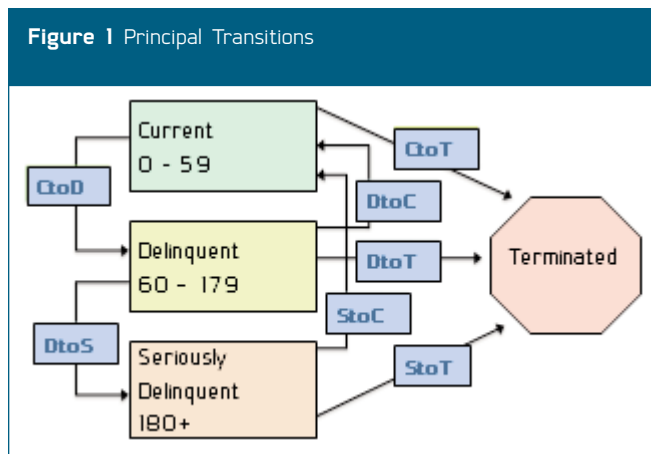 Figure 1 Principal Transitions
Current
0 - 59
CtoT
CtoD
DtoC
Delinquent
60 - 179
DtoT
Terminated
StoC
DtoS
Seriously
Delinquent
180+
StoT